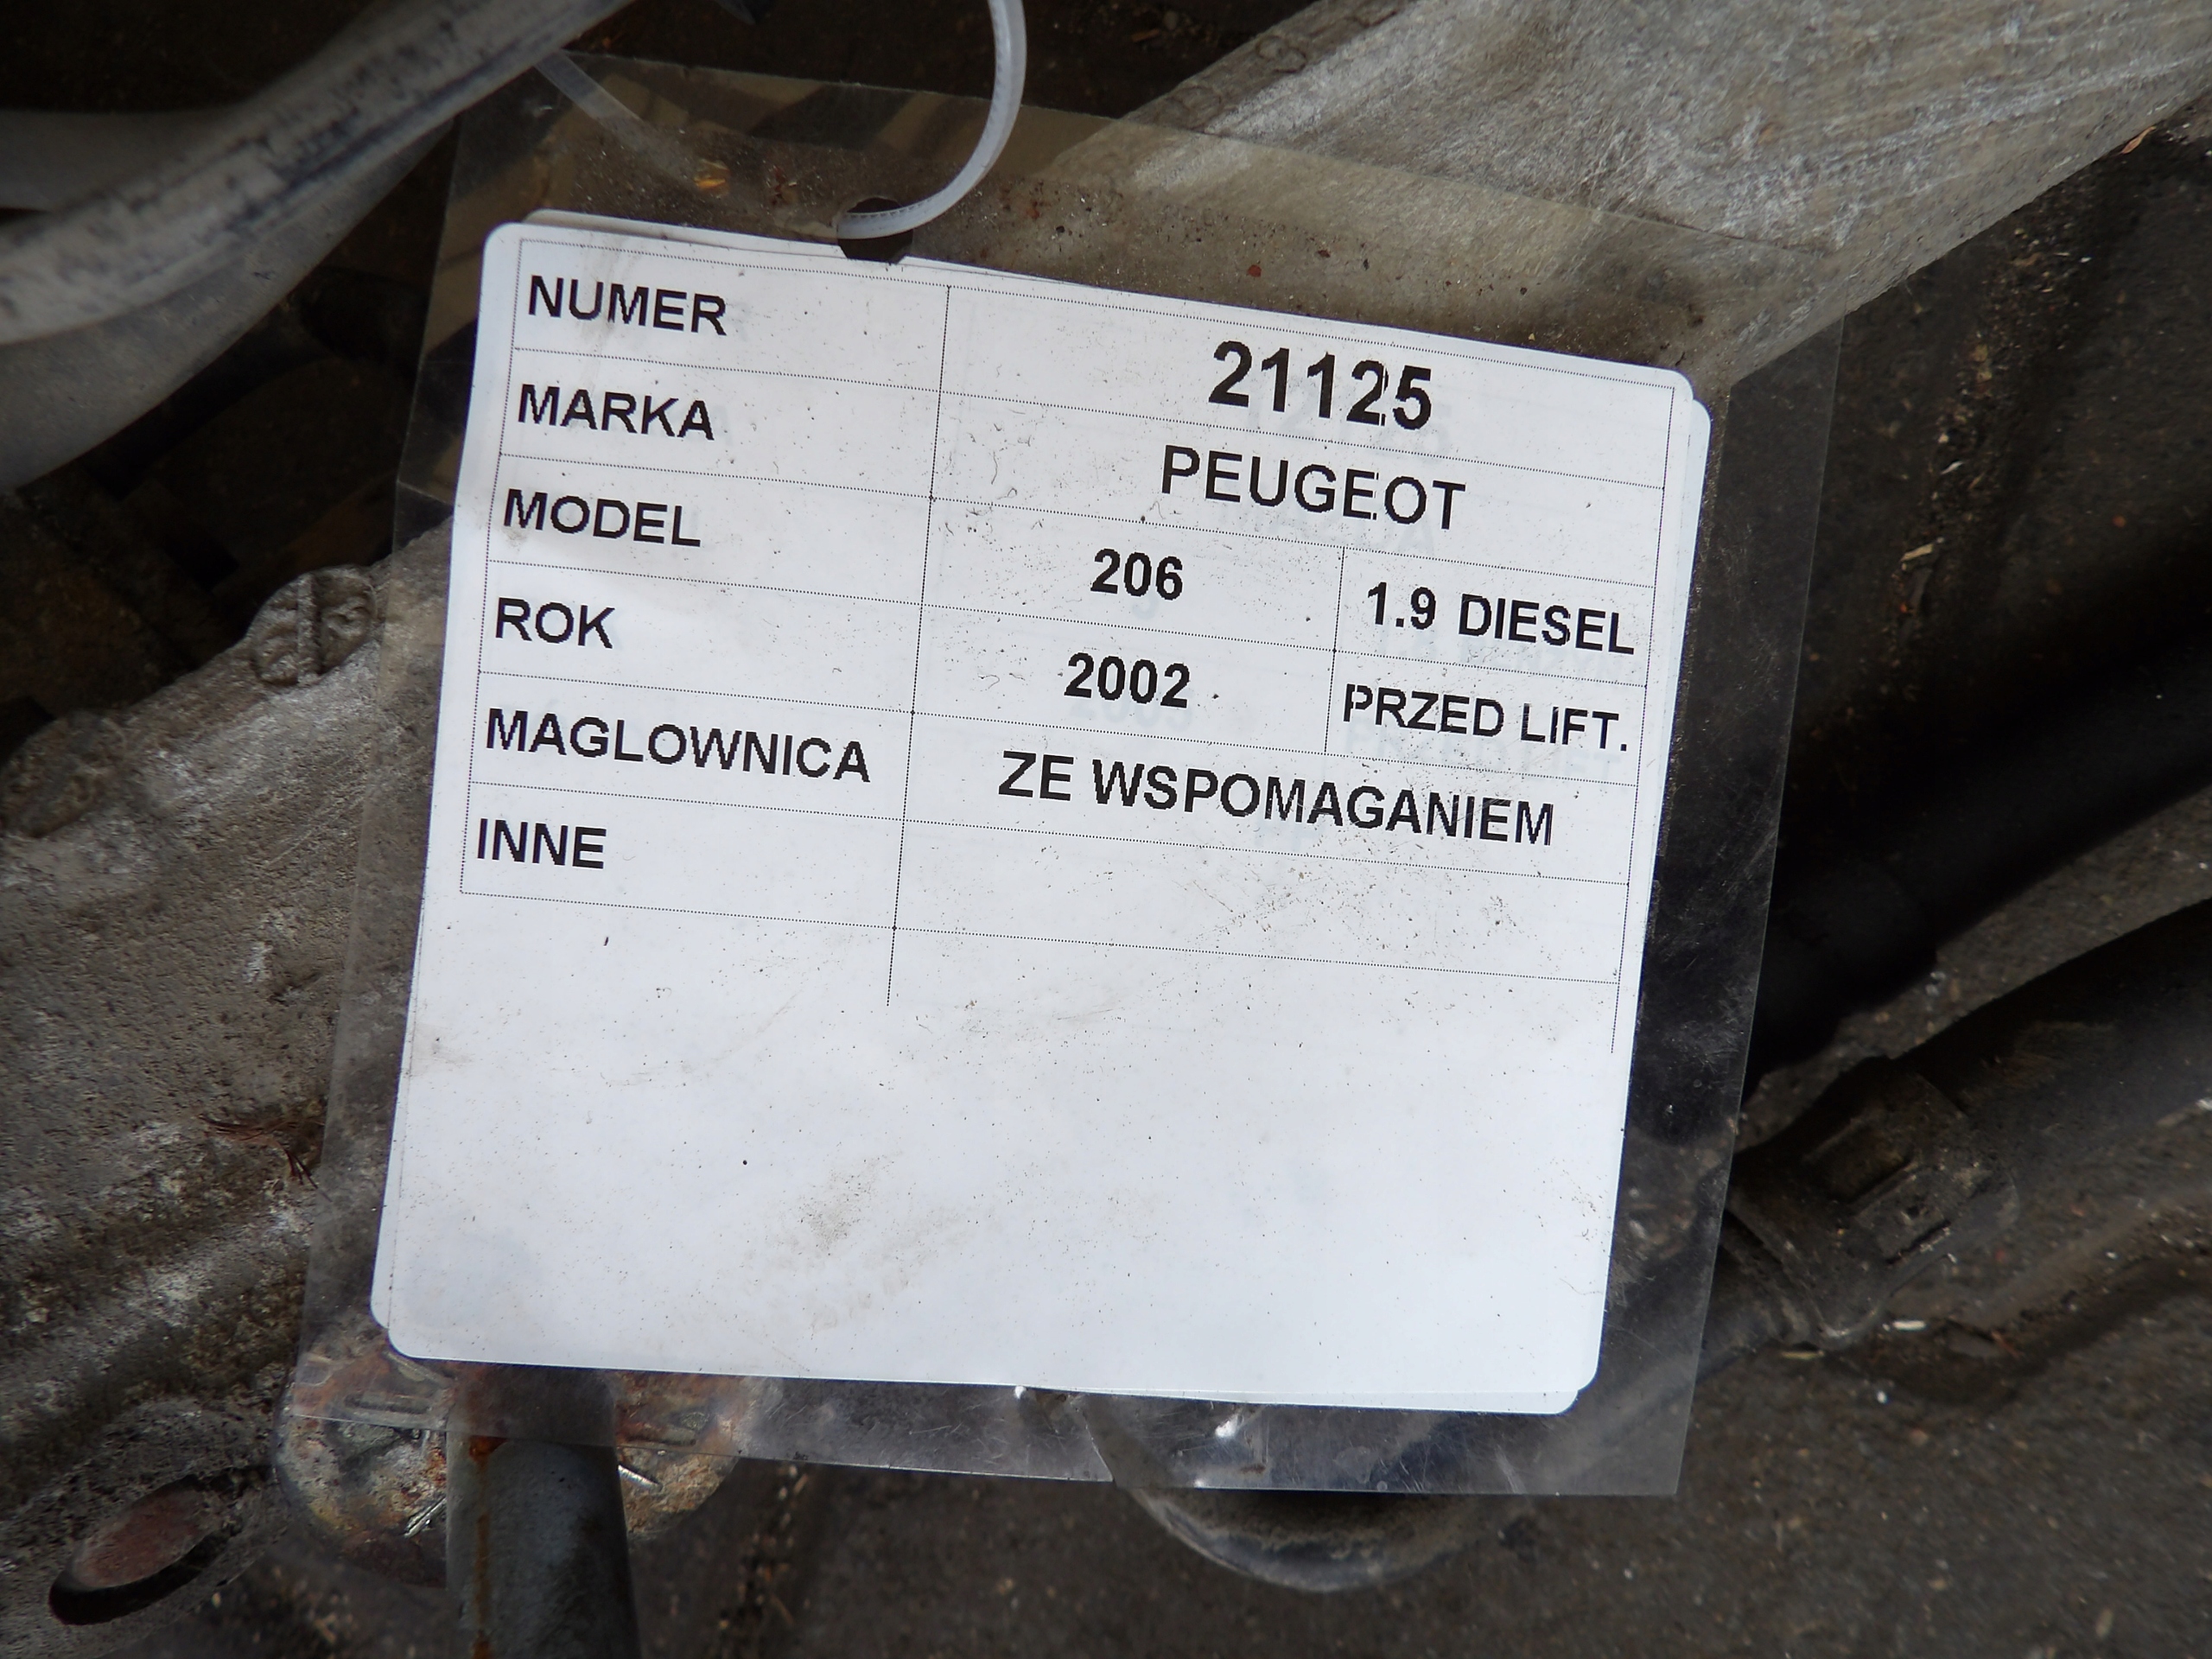 NUMER 21125
MARKA PEUGEOT
MODEL 206 1.9 DIESEL
ROK 2002 PRZED LIFT.
MAGLOWNICA ZE WSPOMAGANIEM
INNE